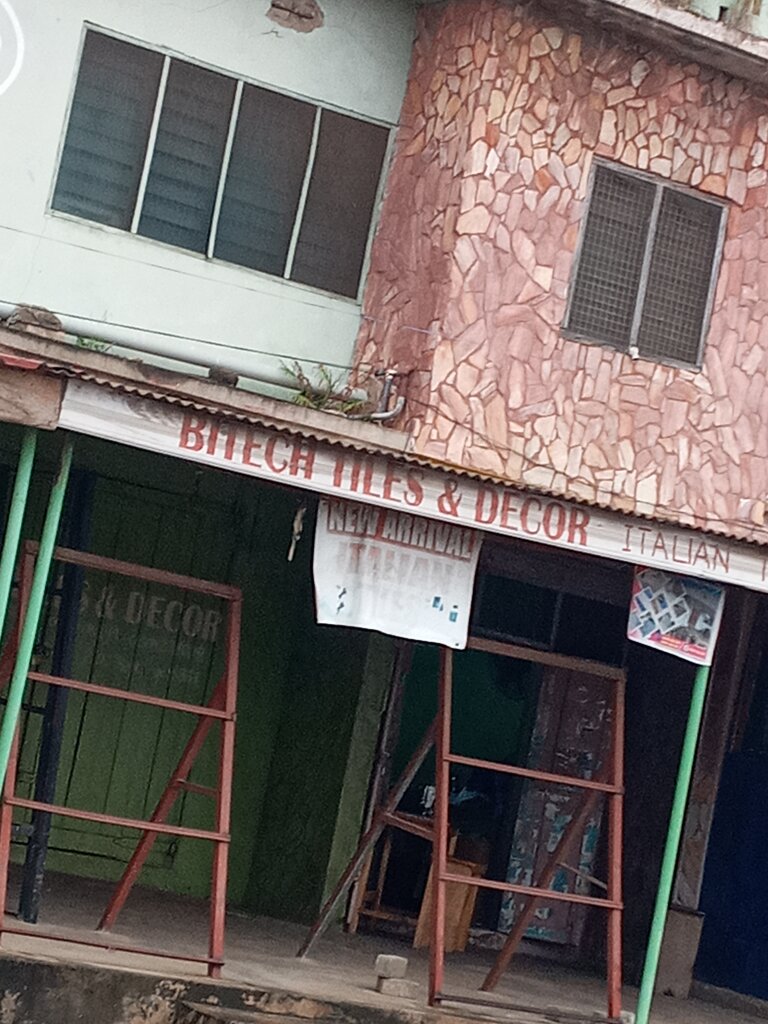 BITECH TILES & DECOR ITALIAN
NEW ARRIVAL
ITALIAN
& DECOR